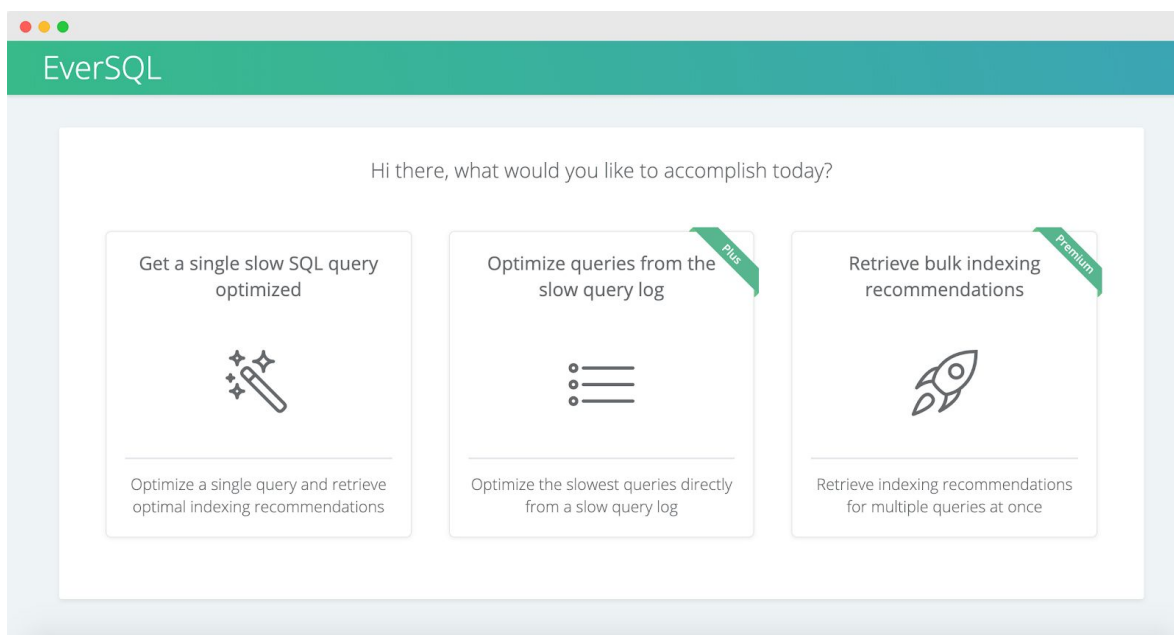 EverSQL
Hi there, what would you like to accomplish today?
Get a single slow SQL query
optimized
Optimize a single query and retrieve
optimal indexing recommendations
Plus
Optimize queries from the
slow query log
Optimize the slowest queries directly
from a slow query log
Premium
Retrieve bulk indexing
recommendations
Retrieve indexing recommendations
for multiple queries at once